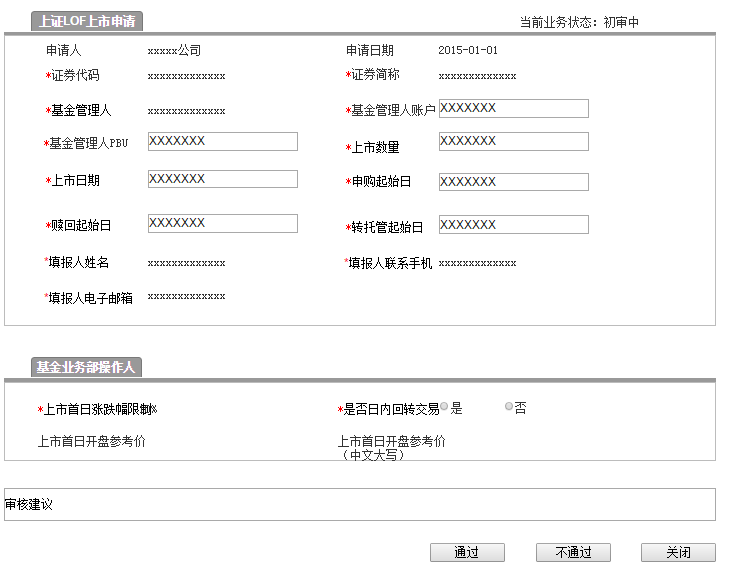 上证LOF上市申请 当前业务状态：初审中
申请人 xxxxx公司 申请日期 2015-01-01
*证券代码 xxxxxxxxxxxxx *证券简称 xxxxxxxxxxxxx
*基金管理人 xxxxxxxxxxxxx *基金管理人账户 XXXXXXX
*基金管理人PBU XXXXXXX *上市数量 XXXXXXX
*上市日期 XXXXXXX *申购起始日 XXXXXXX
*赎回起始日 XXXXXXX *转托管起始日 XXXXXXX
*填报人姓名 xxxxxxxxxxxxx *填报人联系手机 xxxxxxxxxxxxx
*填报人电子邮箱 xxxxxxxxxxxxx
基金业务部操作人
*上市首日涨跌幅限制% *是否日内回转交易 是 否
上市首日开盘参考价 上市首日开盘参考价
（中文大写）
审核建议
通过 不通过 关闭